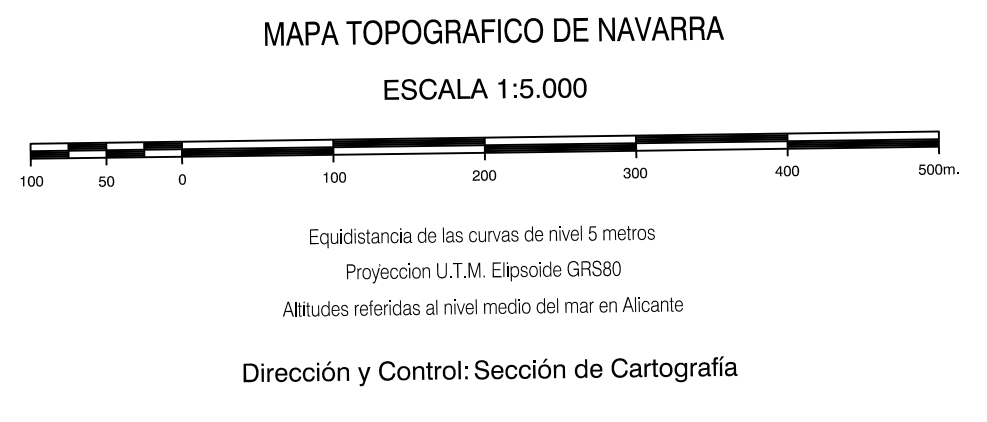 MAPA TOPOGRAFICO DE NAVARRA
ESCALA 1:5.000
100 50 0 100 200 300 400 500m.
Equidistancia de las curvas de nivel 5 metros
Proyeccion U.T.M. Elipsoide GRS80
Altitudes referidas al nivel medio del mar en Alicante
Dirección y Control: Sección de Cartografía